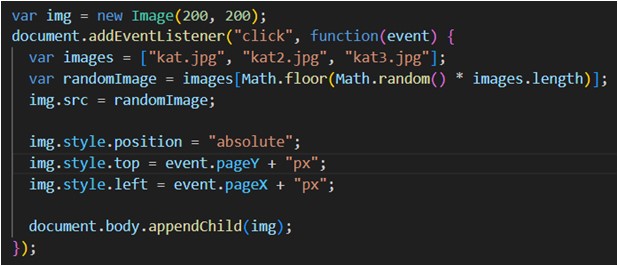 var img = new Image(200, 200);
document.addEventListener("click", function(event) {
  var images = ["kat.jpg", "kat2.jpg", "kat3.jpg"];
  var randomImage = images[Math.floor(Math.random() * images.length)];
  img.src = randomImage;

  img.style.position = "absolute";
  img.style.top = event.pageY + "px";
  img.style.left = event.pageX + "px";

  document.body.appendChild(img);
});